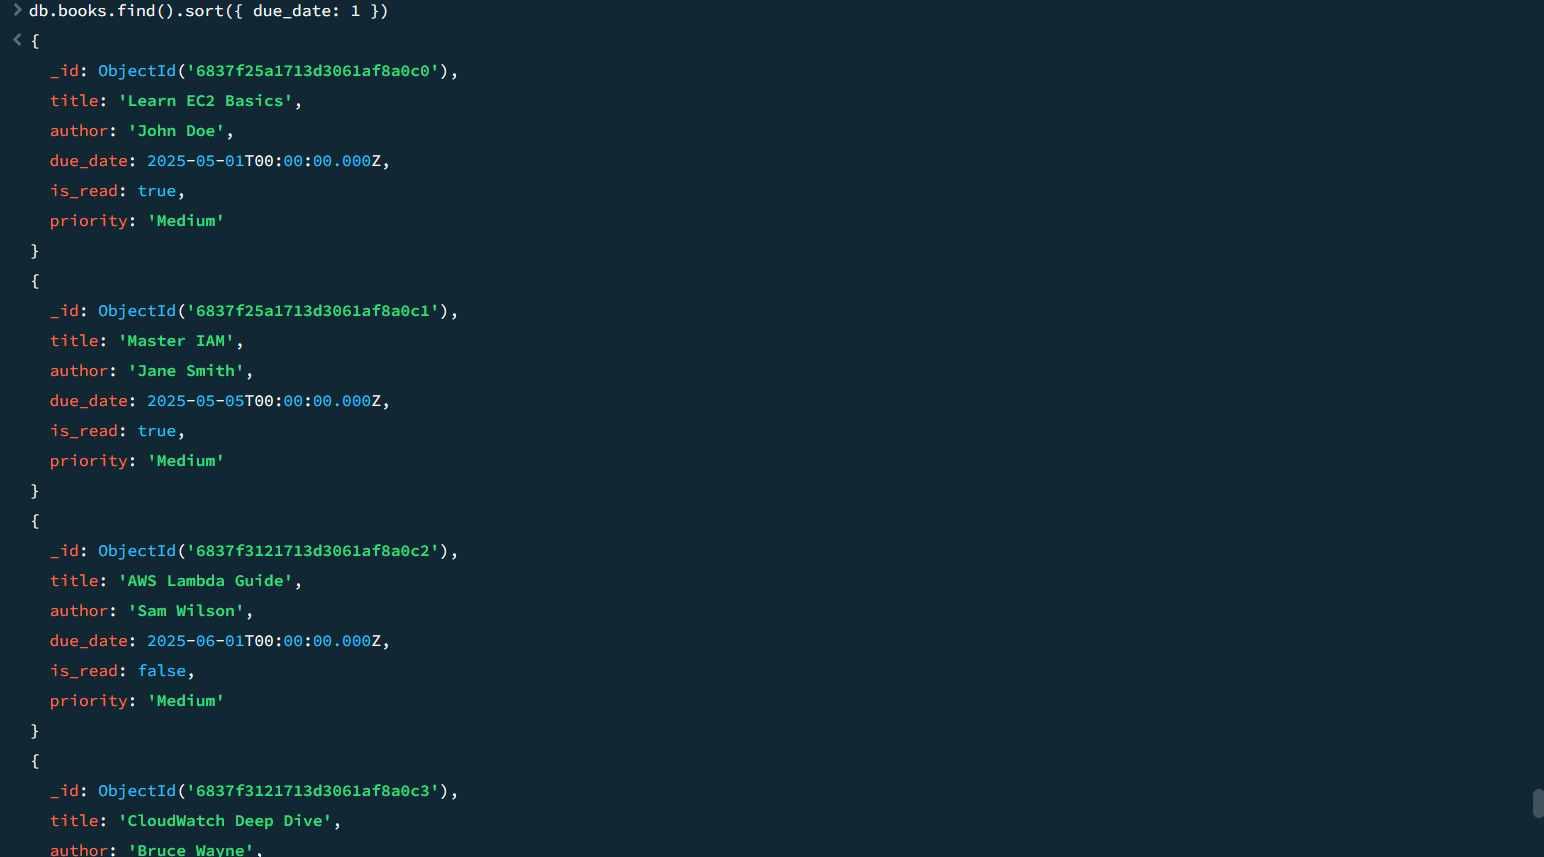 > db.books.find().sort({ due_date: 1 })
< {
_id: ObjectId('6837f25a1713d3061af8a0c0'),
title: 'Learn EC2 Basics',
author: 'John Doe',
due_date: 2025-05-01T00:00:00.000Z,
is_read: true,
priority: 'Medium'
}
{
_id: ObjectId('6837f25a1713d3061af8a0c1'),
title: 'Master IAM',
author: 'Jane Smith',
due_date: 2025-05-05T00:00:00.000Z,
is_read: true,
priority: 'Medium'
}
{
_id: ObjectId('6837f3121713d3061af8a0c2'),
title: 'AWS Lambda Guide',
author: 'Sam Wilson',
due_date: 2025-06-01T00:00:00.000Z,
is_read: false,
priority: 'Medium'
}
{
_id: ObjectId('6837f3121713d3061af8a0c3'),
title: 'CloudWatch Deep Dive',
author: 'Bruce Wayne',